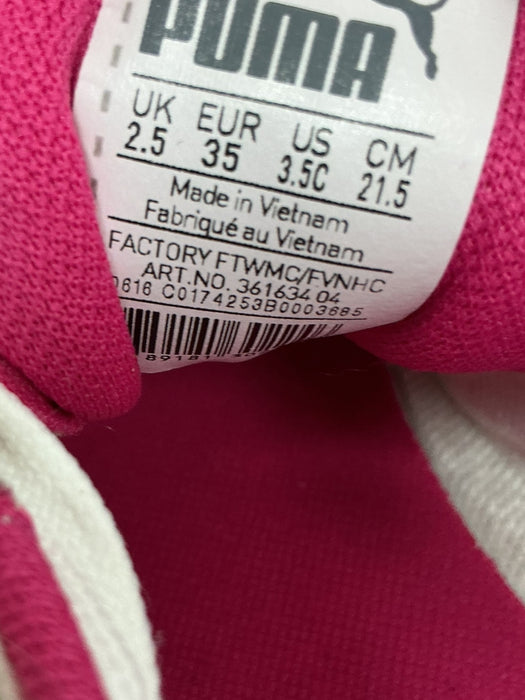 PUMA
UK EUR US CM
2.5 35 3.5C 21.5
Made in Vietnam
Fabriqué au Vietnam
FACTORY FTWMC/FVNHC
ART.NO. 361634 04
0616 C0174253B0003685
89181